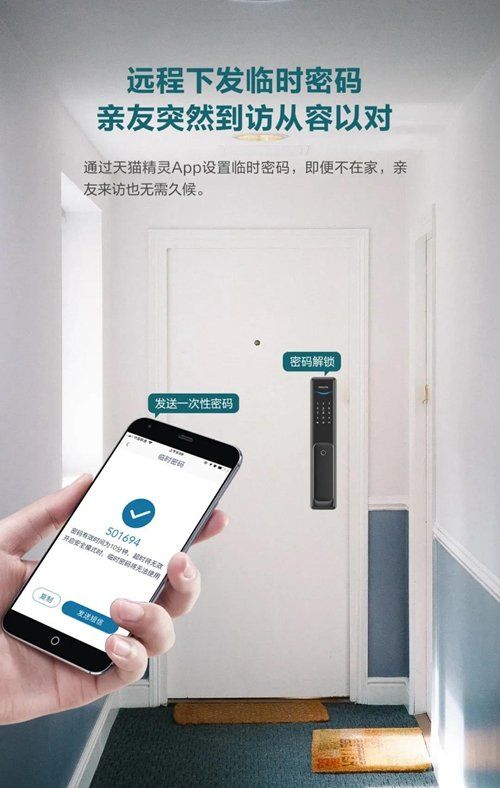 远程下发临时密码
亲友突然到访从容以对
通过天猫精灵App设置临时密码，即便不在家，亲
友来访也无需久候。
密码解锁
发送一次性密码
临时密码
501694
密码有效时间为10分钟，超时将无效
开启安全模式时，临时密码将无法使用
复制
发送短信